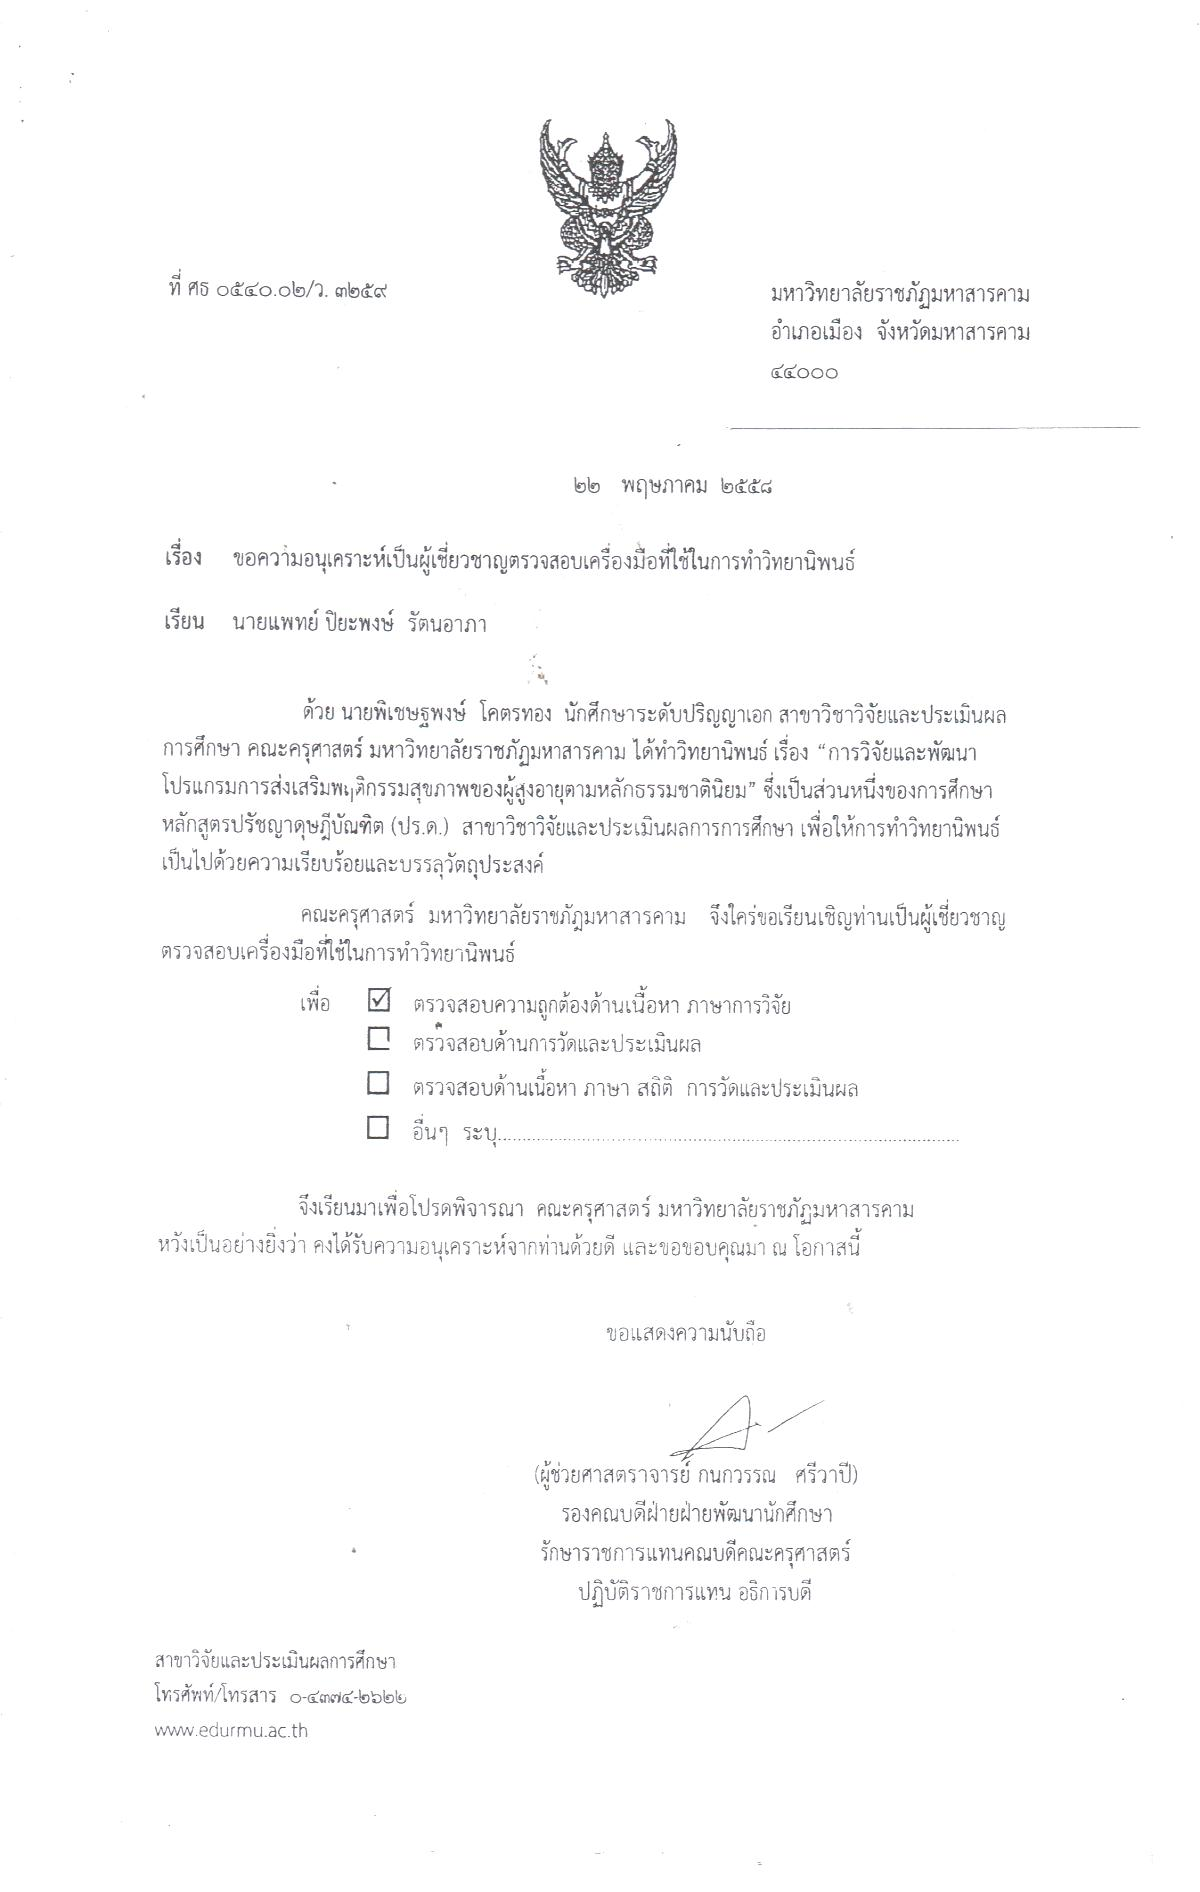 ที่ ศธ ๐๕๔๐.๐๒/ว. ๓๒๕๙
มหาวิทยาลัยราชภัฏมหาสารคาม
อำเภอเมือง จังหวัดมหาสารคาม
๔๔๐๐๐
๒๒ พฤษภาคม ๒๕๕๘
เรื่อง ขอความอนุเคราะห์เป็นผู้เชี่ยวชาญตรวจสอบเครื่องมือที่ใช้ในการทำวิทยานิพนธ์
เรียน นายแพทย์ ปิยะพงษ์ รัตนอาภา
ด้วย นายพิเชษฐพงษ์ โคตรทอง นักศึกษาระดับปริญญาเอก สาขาวิชาวิจัยและประเมินผล
การศึกษา คณะครุศาสตร์ มหาวิทยาลัยราชภัฏมหาสารคาม ได้ทำวิทยานิพนธ์ เรื่อง “การวิจัยและพัฒนา
โปรแกรมการส่งเสริมพฤติกรรมสุขภาพของผู้สูงอายุตามหลักธรรมชาตินิยม” ซึ่งเป็นส่วนหนึ่งของการศึกษา
หลักสูตรปรัชญาดุษฎีบัณฑิต (ปร.ด.) สาขาวิชาวิจัยและประเมินผลการการศึกษา เพื่อให้การทำวิทยานิพนธ์
เป็นไปด้วยความเรียบร้อยและบรรลุวัตถุประสงค์
คณะครุศาสตร์ มหาวิทยาลัยราชภัฏมหาสารคาม จึงใคร่ขอเรียนเชิญท่านเป็นผู้เชี่ยวชาญ
ตรวจสอบเครื่องมือที่ใช้ในการทำวิทยานิพนธ์
เพื่อ ☑ ตรวจสอบความถูกต้องด้านเนื้อหา ภาษาการวิจัย
☐ ตรวจสอบด้านการวัดและประเมินผล
☐ ตรวจสอบด้านเนื้อหา ภาษา สถิติ การวัดและประเมินผล
☐ อื่นๆ ระบุ....................................................................................
จึงเรียนมาเพื่อโปรดพิจารณา คณะครุศาสตร์ มหาวิทยาลัยราชภัฏมหาสารคาม
หวังเป็นอย่างยิ่งว่า คงได้รับความอนุเคราะห์จากท่านด้วยดี และขอขอบคุณมา ณ โอกาสนี้
ขอแสดงความนับถือ
(ผู้ช่วยศาสตราจารย์ กนกวรรณ ศรีวาปี)
รองคณบดีฝ่ายฝ่ายพัฒนานักศึกษา
รักษาราชการแทนคณบดีคณะครุศาสตร์
ปฏิบัติราชการแทน อธิการบดี
สาขาวิจัยและประเมินผลการศึกษา
โทรศัพท์/โทรสาร ๐-๔๓๗๔-๒๖๒๒
www.edurmu.ac.th